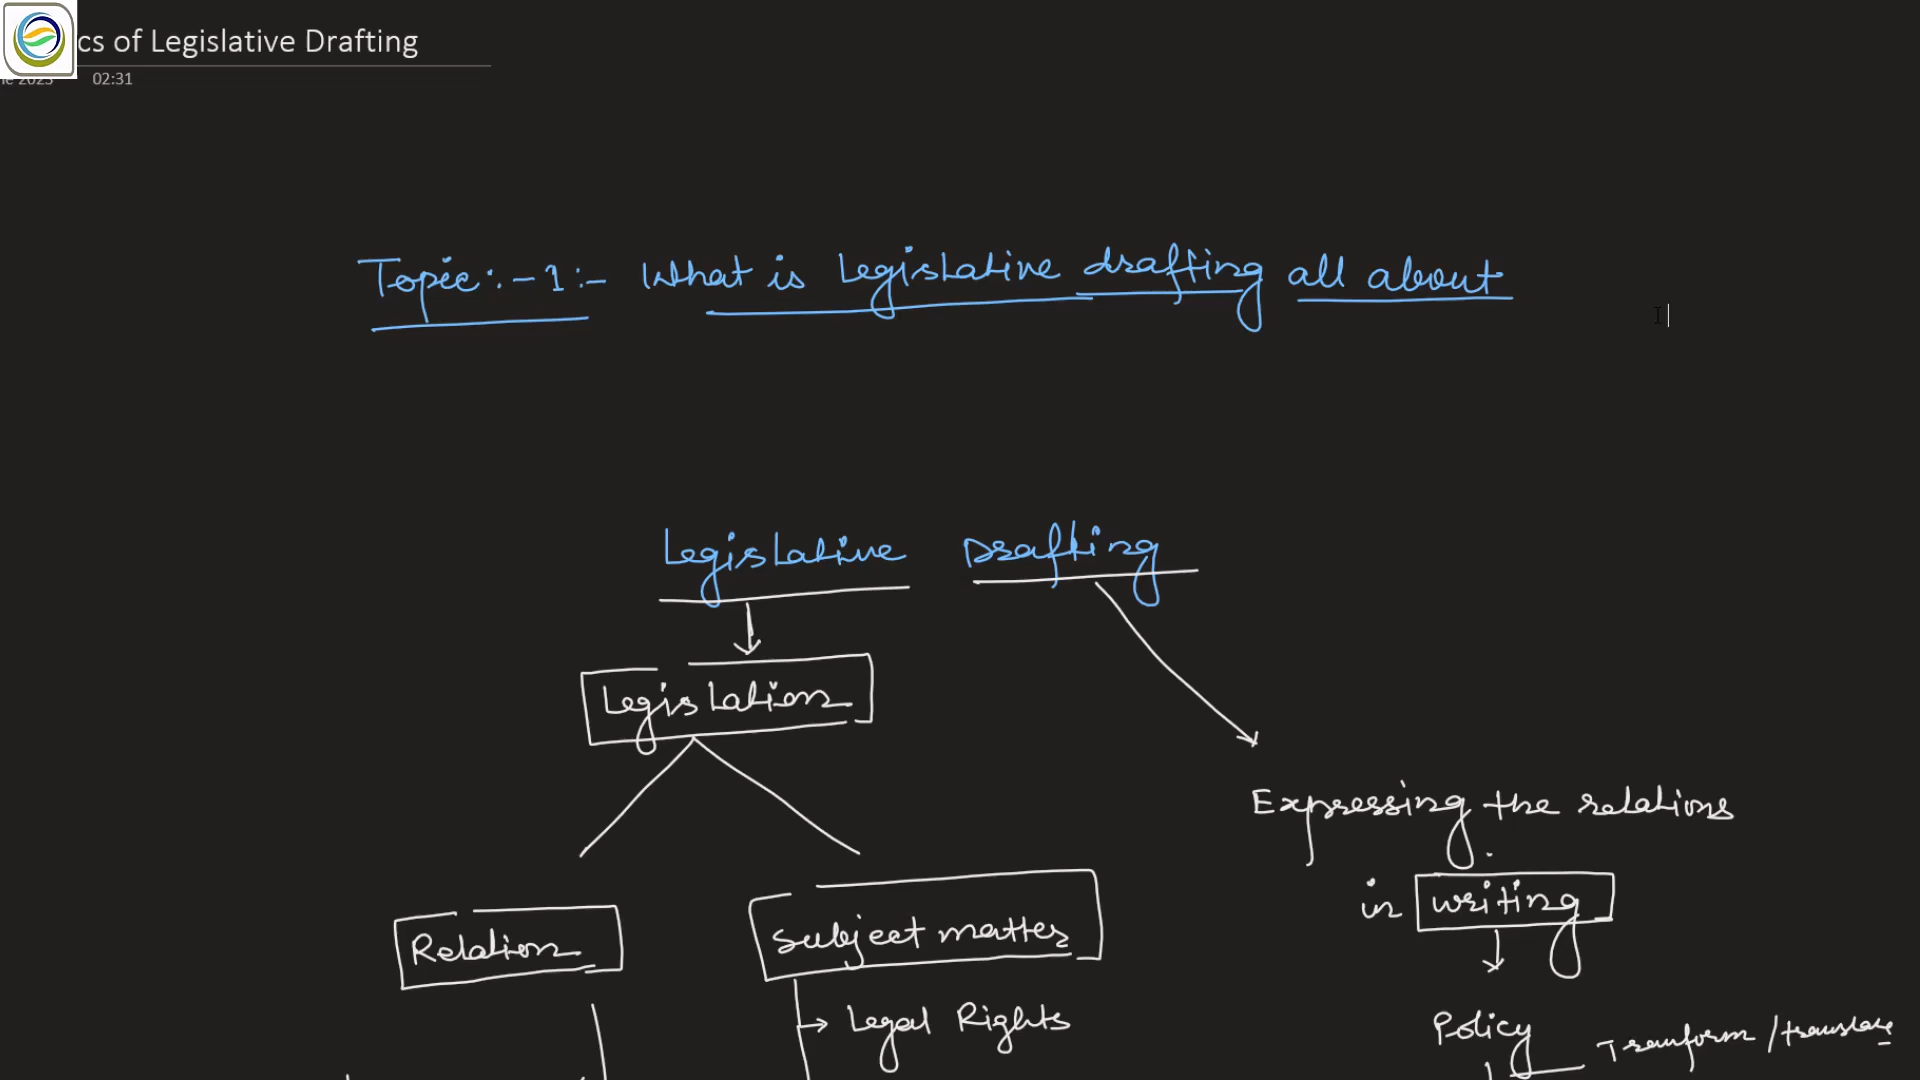 cs of Legislative Drafting
02:31
Topic:-1:- What is Legislative drafting all about
Legislative Drafting
Legislation
Expressing the relations
in writing
Relation
Subject matter
Legal Rights
Policy
Transform/translate